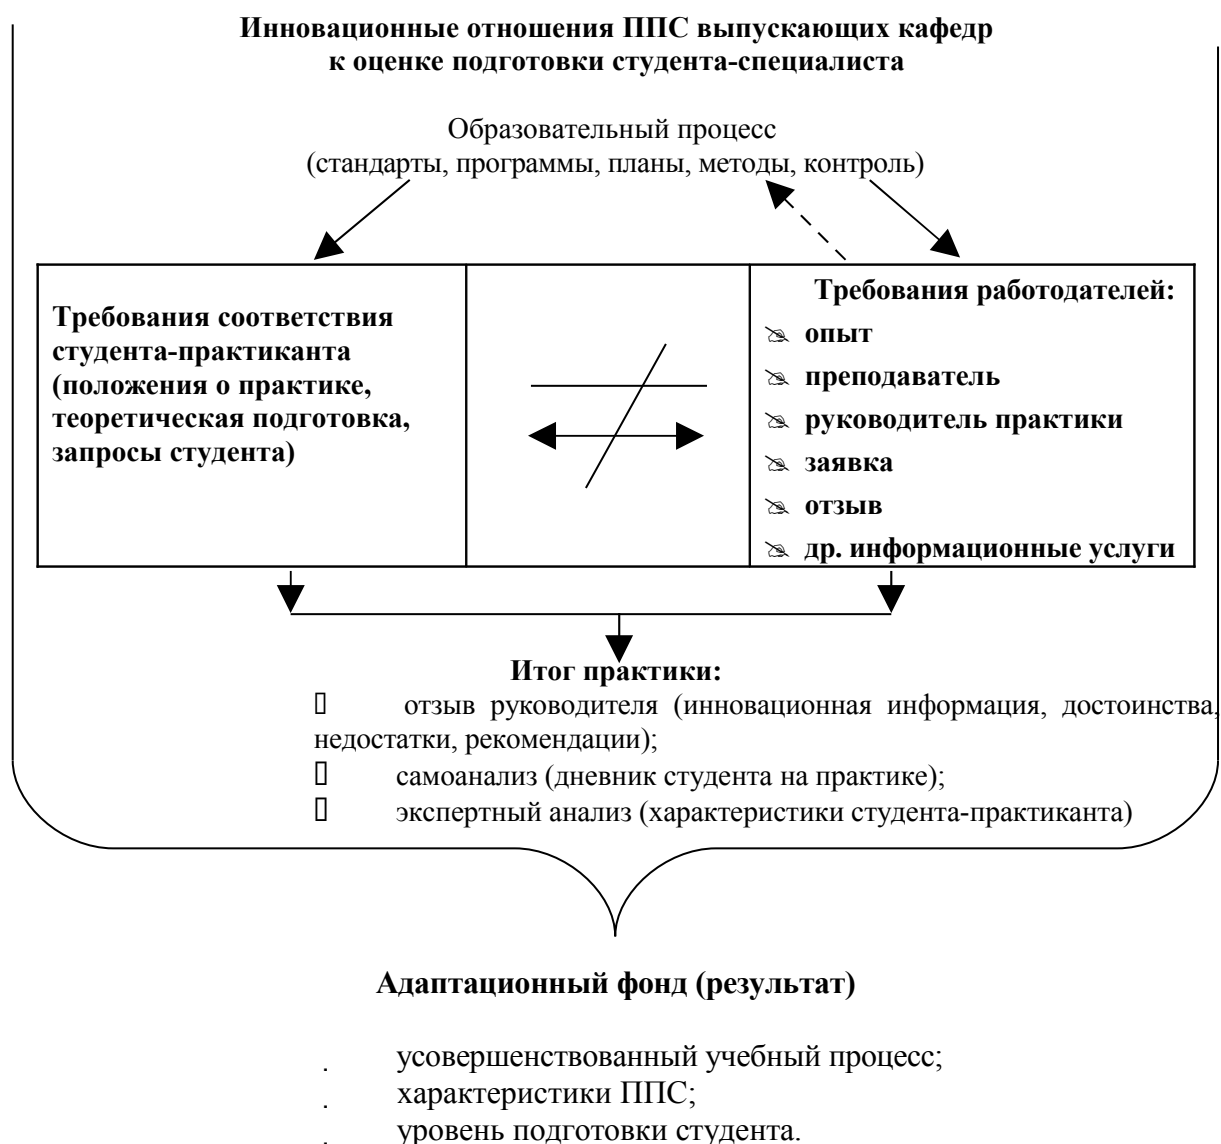 Инновационные отношения ППС выпускающих кафедр
к оценке подготовки студента-специалиста
Образовательный процесс
(стандарты, программы, планы, методы, контроль)
Требования соответствия
студента-практиканта
(положения о практике,
теоретическая подготовка,
запросы студента)
Требования работодателей:
опыт
преподаватель
руководитель практики
заявка
отзыв
др. информационные услуги
Итог практики:
отзыв руководителя (инновационная информация, достоинства,
недостатки, рекомендации);
самоанализ (дневник студента на практике);
экспертный анализ (характеристики студента-практиканта)
Адаптационный фонд (результат)
усовершенствованный учебный процесс;
характеристики ППС;
уровень подготовки студента.